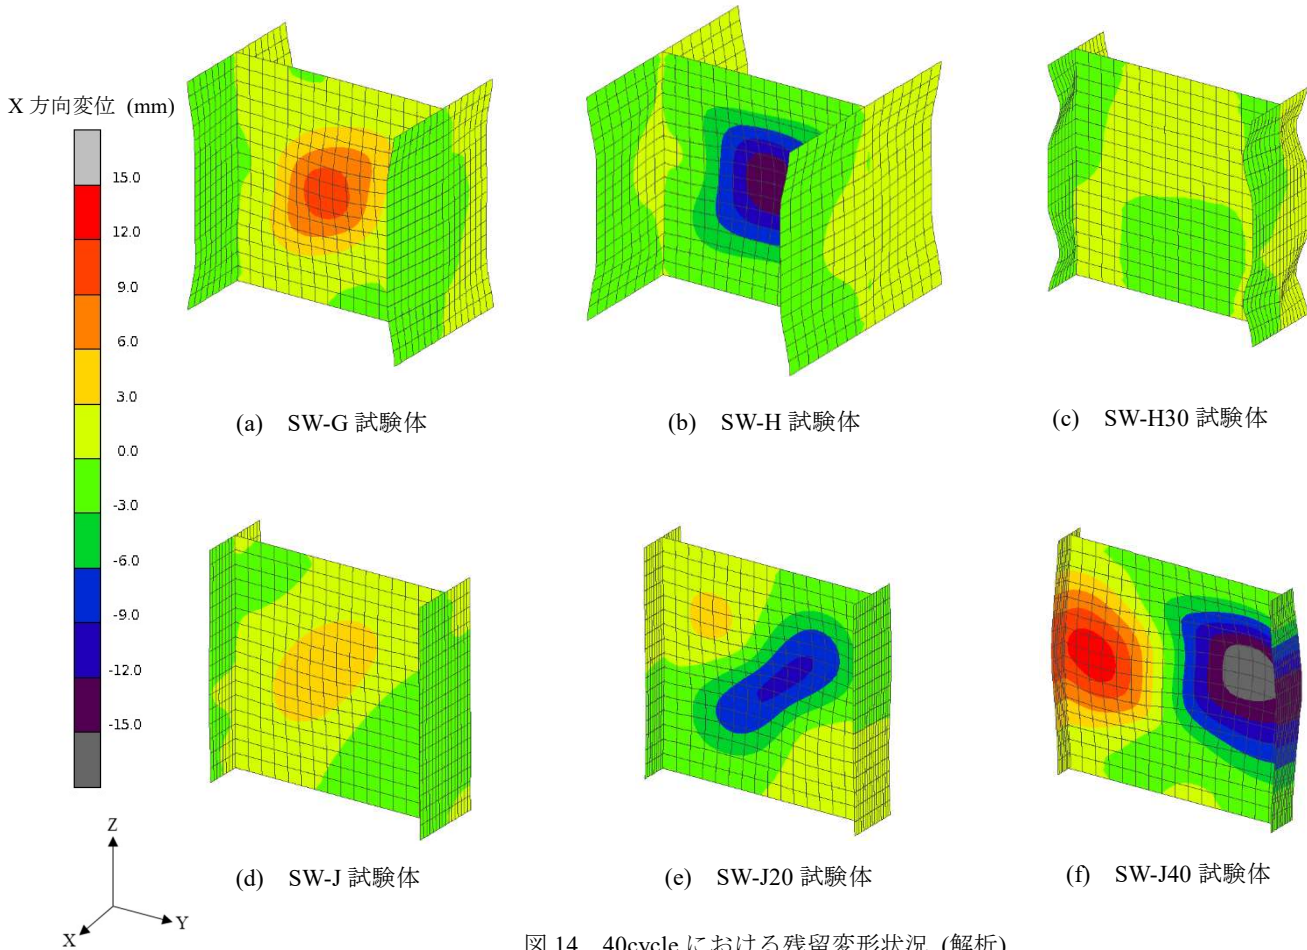 X 方向変位 (mm)
15.0
12.0
9.0
6.0
3.0
0.0
-3.0
-6.0
-9.0
-12.0
-15.0
(a) SW-G 試験体
(b) SW-H 試験体
(c) SW-H30 試験体
(d) SW-J 試験体
(e) SW-J20 試験体
(f) SW-J40 試験体
Z
X
Y
図 14 40cycle における残留変形状況 (解析)